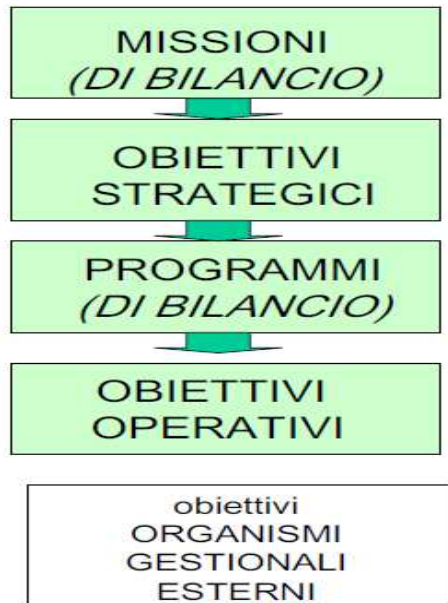 MISSIONI
(DI BILANCIO)
OBIETTIVI
STRATEGICI
PROGRAMMI
(DI BILANCIO)
OBIETTIVI
OPERATIVI
obiettivi
ORGANISMI
GESTIONALI
ESTERNI